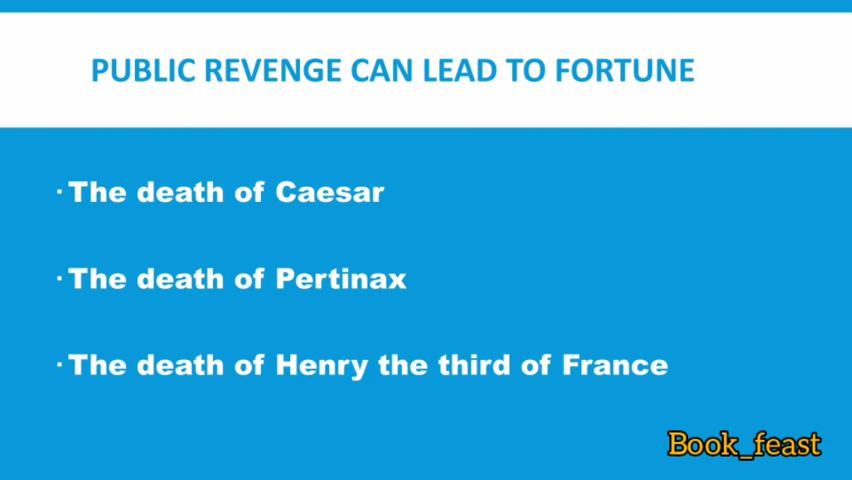 PUBLIC REVENGE CAN LEAD TO FORTUNE
· The death of Caesar
· The death of Pertinax
· The death of Henry the third of France
Book_feast